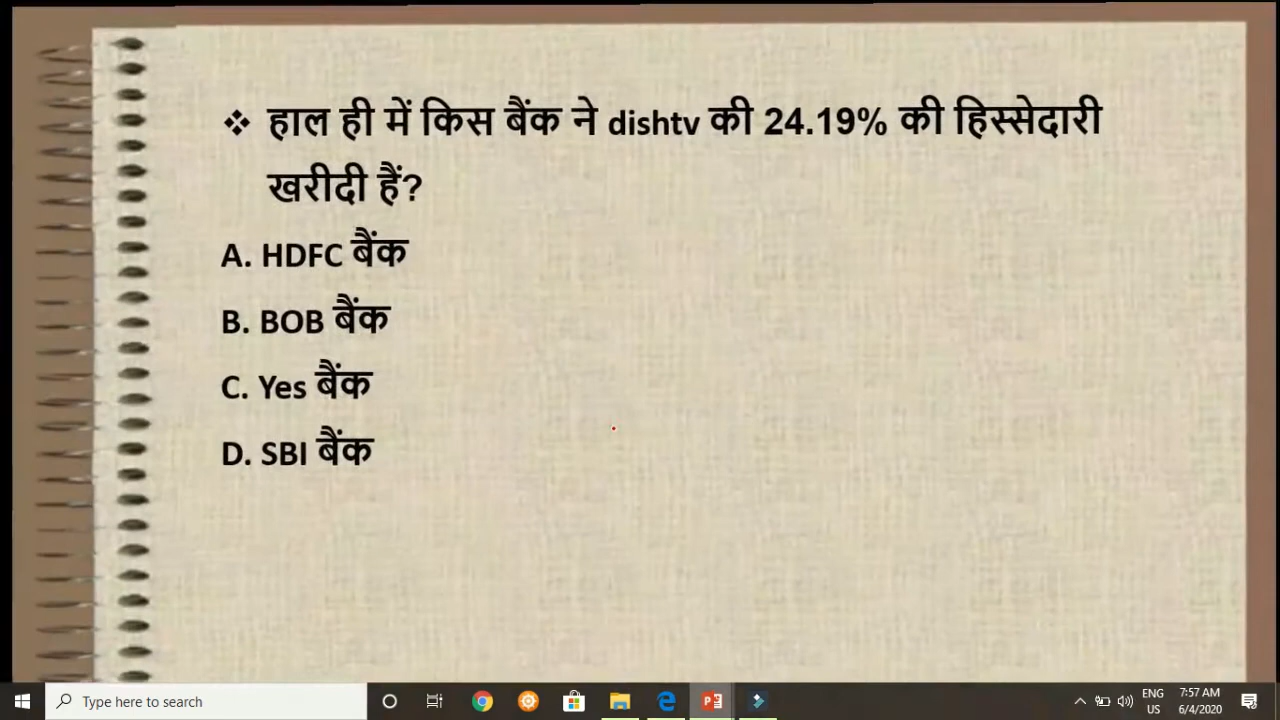 ❖ हाल ही में किस बैंक ने dishtv की 24.19% की हिस्सेदारी
खरीदी हैं?
A. HDFC बैंक
B. BOB बैंक
C. Yes बैंक
D. SBI बैंक
Type here to search
ENG
US
7:57 AM
6/4/2020